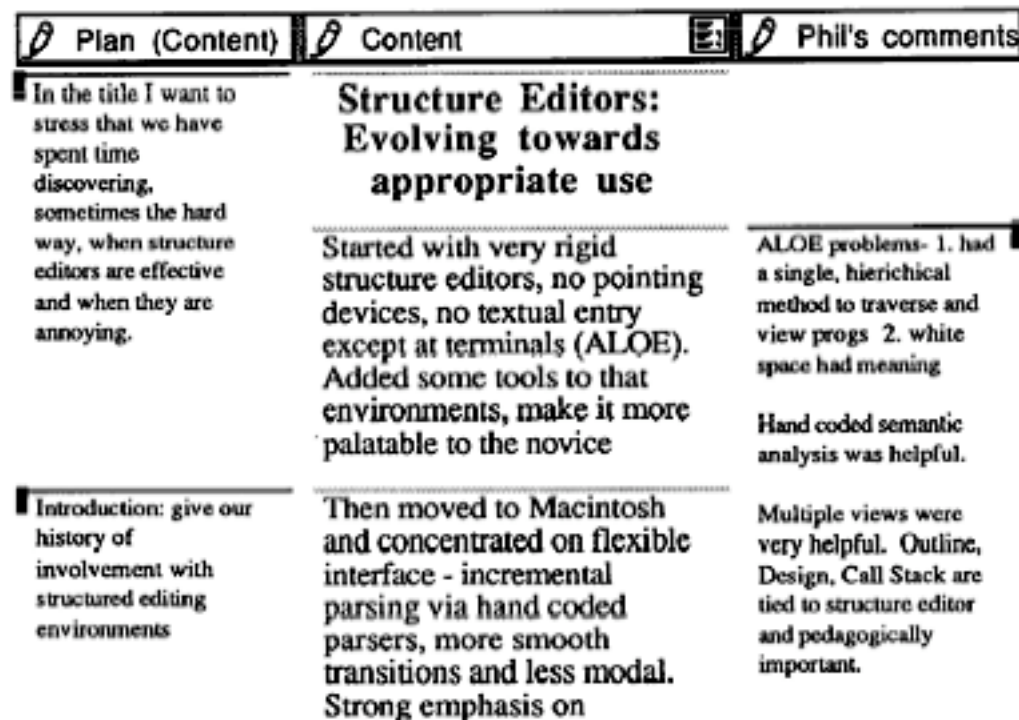 Plan (Content)
Content
Phil's comments
In the title I want to
stress that we have
spent time
discovering,
sometimes the hard
way, when structure
editors are effective
and when they are
annoying.
Introduction: give our
history of
involvement with
structured editing
environments
Structure Editors:
Evolving towards
appropriate use
Started with very rigid
structure editors, no pointing
devices, no textual entry
except at terminals (ALOE).
Added some tools to that
environments, make it more
palatable to the novice
Then moved to Macintosh
and concentrated on flexible
interface - incremental
parsing via hand coded
parsers, more smooth
transitions and less modal.
Strong emphasis on
ALOE problems- 1. had
a single, hierichical
method to traverse and
view progs 2. white
space had meaning
Hand coded semantic
analysis was helpful.
Multiple views were
very helpful. Outline,
Design, Call Stack are
tied to structure editor
and pedagogically
important.